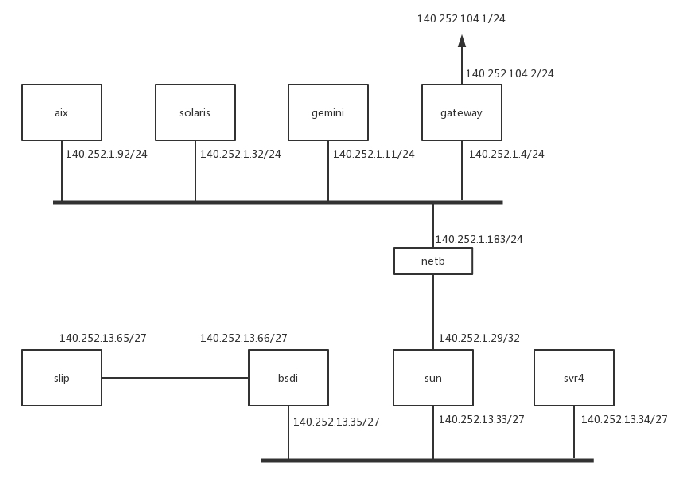 140.252.104.1/24
140.252.104.2/24
aix
solaris
gemini
gateway
140.252.1.92/24
140.252.1.32/24
140.252.1.11/24
140.252.1.4/24
140.252.1.183/24
netb
140.252.13.65/27
140.252.13.66/27
140.252.1.29/32
slip
bsdi
sun
svr4
140.252.13.35/27
140.252.13.33/27
140.252.13.34/27